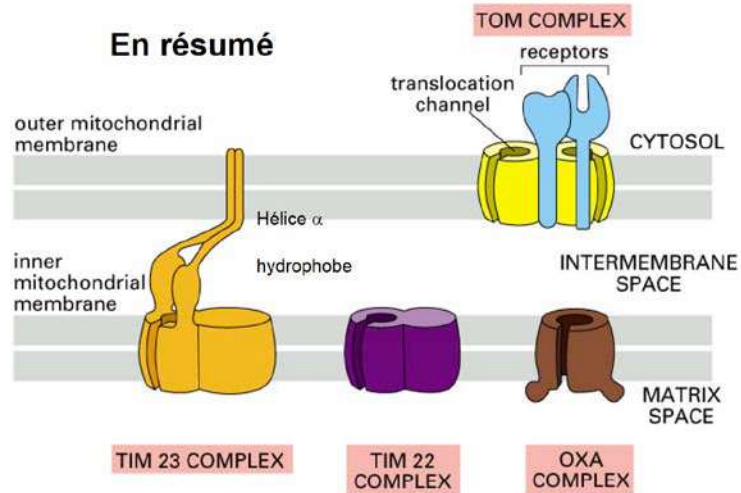 En résumé
TOM COMPLEX
receptors
translocation
channel
outer mitochondrial
membrane
CYTOSOL
Hélice α
hydrophobe
inner
mitochondrial
membrane
INTERMEMBRANE
SPACE
MATRIX
SPACE
TIM 23 COMPLEX
TIM 22
COMPLEX
OXA
COMPLEX